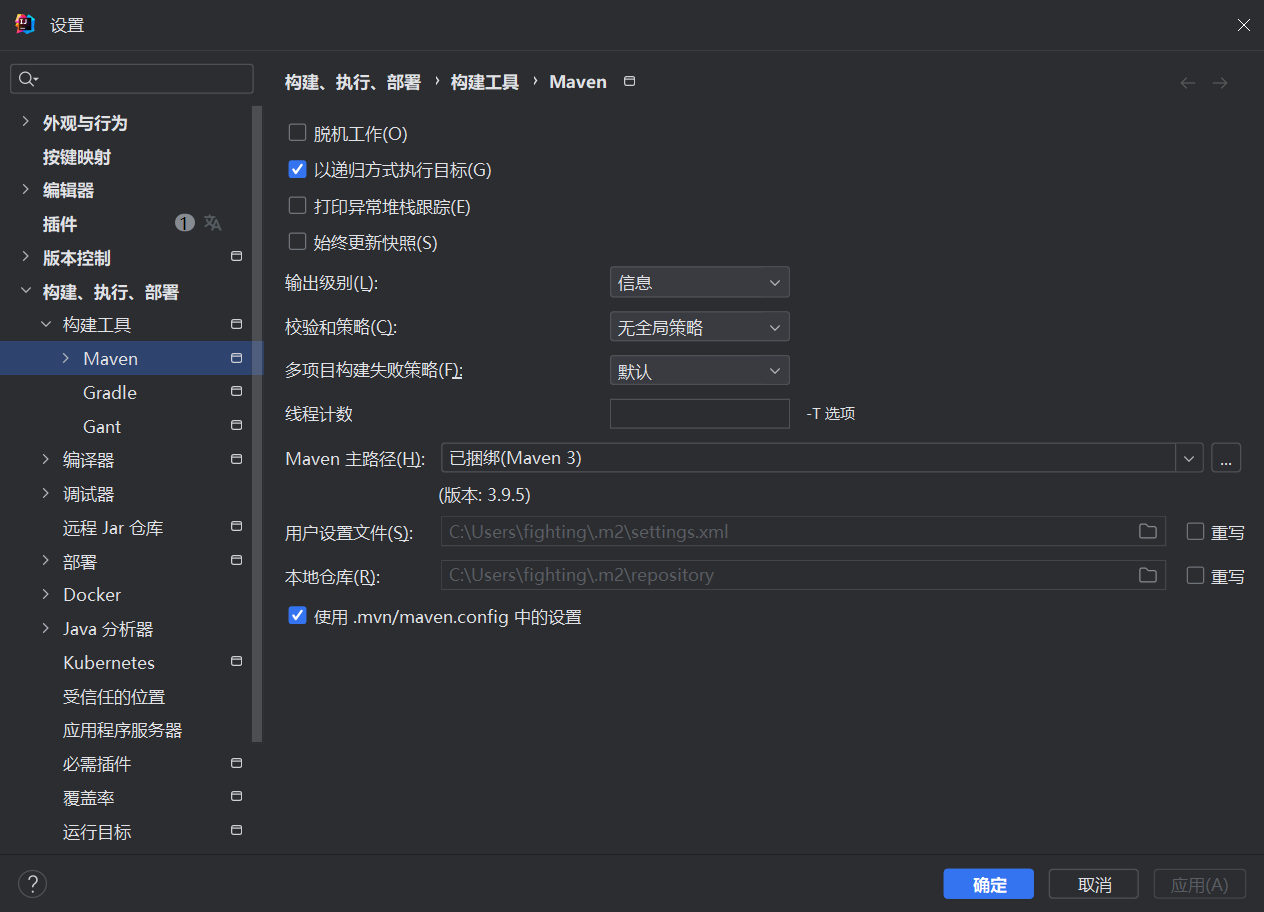 设置
外观与行为
按键映射
编辑器
插件 1
版本控制
构建、执行、部署
构建工具
Maven
Gradle
Gant
编译器
调试器
远程 Jar 仓库
部署
Docker
Java 分析器
Kubernetes
受信任的位置
应用程序服务器
必需插件
覆盖率
运行目标
构建、执行、部署 › 构建工具 › Maven
脱机工作(O)
以递归方式执行目标(G)
打印异常堆栈跟踪(E)
始终更新快照(S)
输出级别(L): 信息
校验和策略(C): 无全局策略
多项目构建失败策略(F): 默认
线程计数 -T 选项
Maven 主路径(H): 已捆绑(Maven 3) ...
(版本: 3.9.5)
用户设置文件(S): C:\Users\fighting\.m2\settings.xml 重写
本地仓库(R): C:\Users\fighting\.m2\repository 重写
使用 .mvn/maven.config 中的设置
? 确定 取消 应用(A)